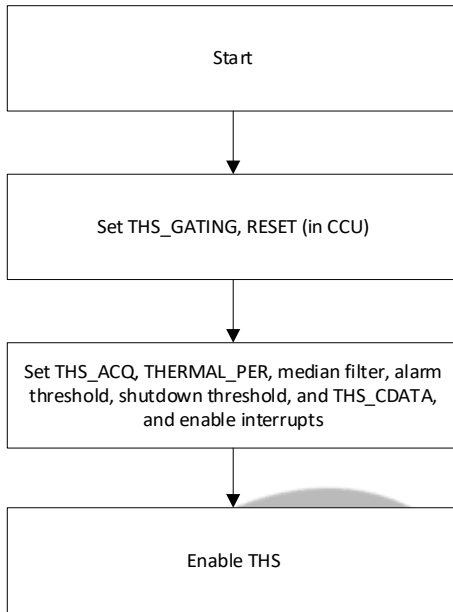 Start
Set THS_GATING, RESET (in CCU)
Set THS_ACQ, THERMAL_PER, median filter, alarm
threshold, shutdown threshold, and THS_CDATA,
and enable interrupts
Enable THS